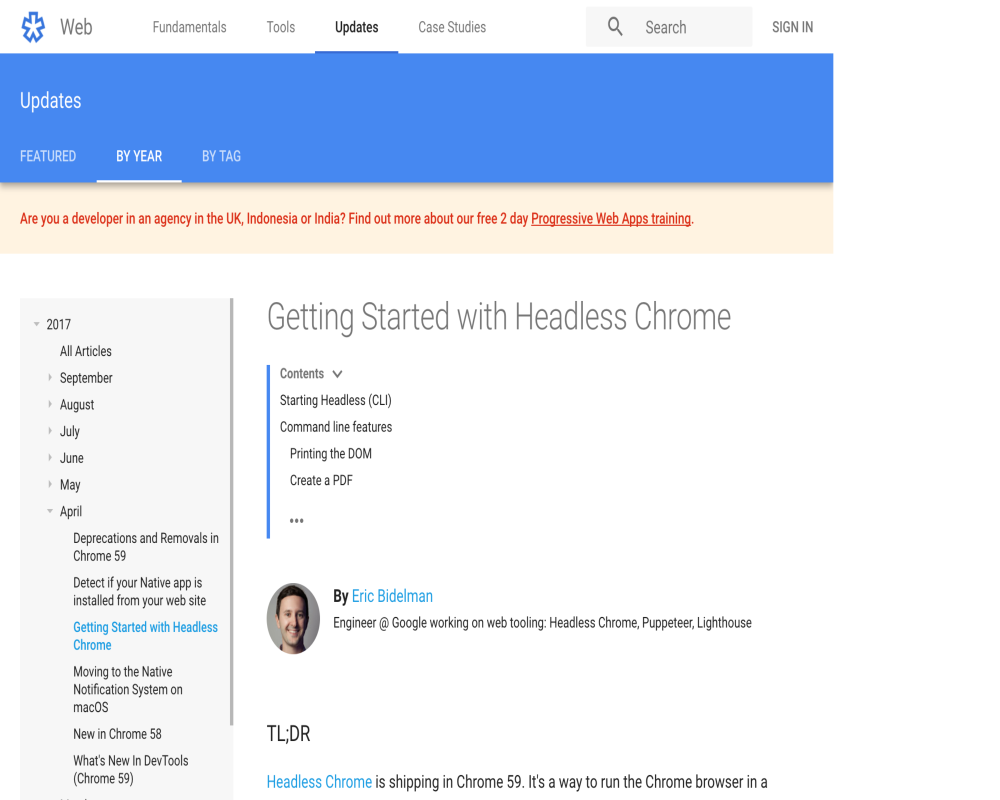 Web
Fundamentals
Tools
Updates
Case Studies
Search
SIGN IN
Updates
FEATURED
BY YEAR
BY TAG
Are you a developer in an agency in the UK, Indonesia or India? Find out more about our free 2 day Progressive Web Apps training.
2017
All Articles
September
August
July
June
May
April
Deprecations and Removals in
Chrome 59
Detect if your Native app is
installed from your web site
Getting Started with Headless
Chrome
Moving to the Native
Notification System on
macOS
New in Chrome 58
What's New In DevTools
(Chrome 59)
Getting Started with Headless Chrome
Contents
Starting Headless (CLI)
Command line features
Printing the DOM
Create a PDF
•••
By Eric Bidelman
Engineer @ Google working on web tooling: Headless Chrome, Puppeteer, Lighthouse
TL;DR
Headless Chrome is shipping in Chrome 59. It's a way to run the Chrome browser in a